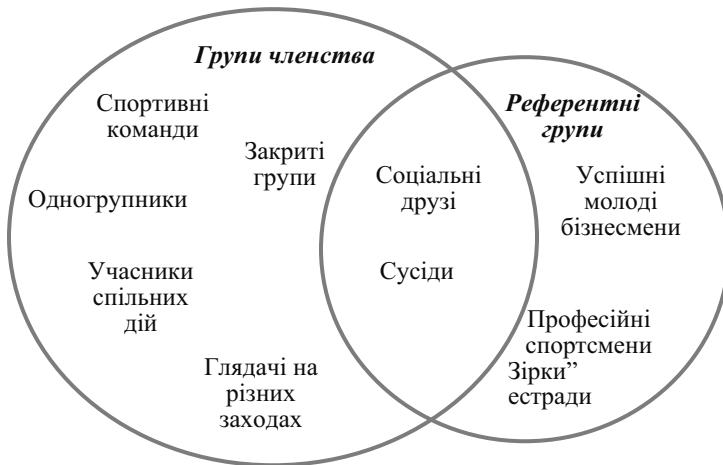 Групи членства
Спортивні
команди
Закриті
групи
Одногрупники
Учасники
спільних
дій
Глядачі на
різних
заходах
Соціальні
друзі
Сусіди
Референтні
групи
Успішні
молоді
бізнесмени
Професійні
спортсмени
Зірки”
естради